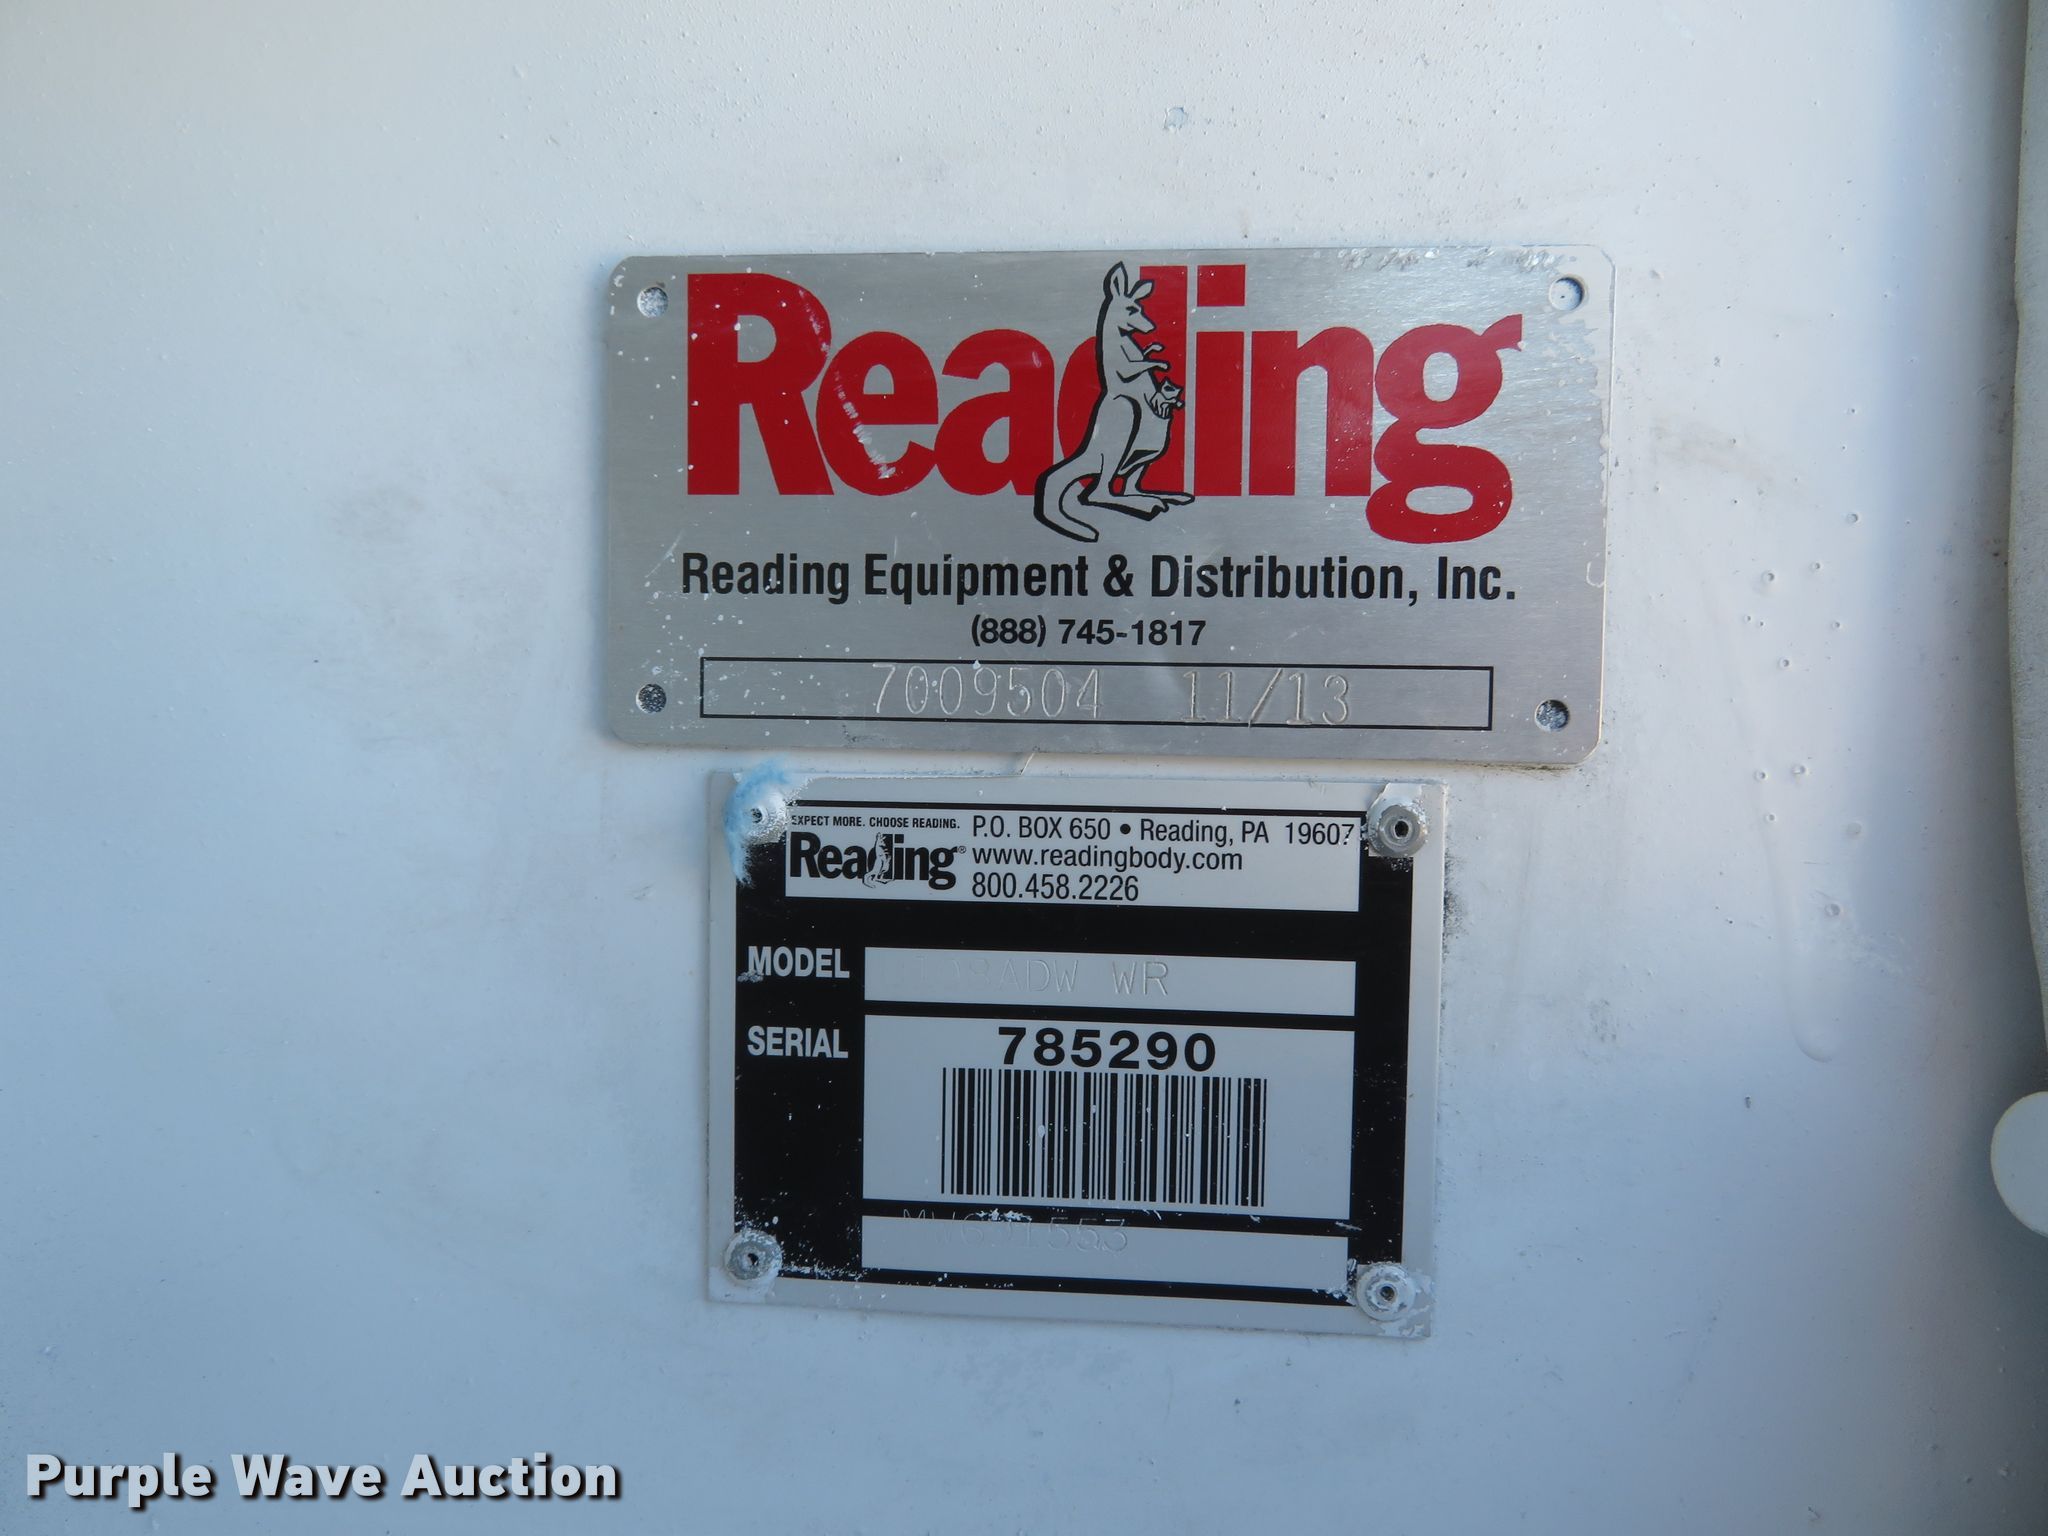 Reading
Reading Equipment & Distribution, Inc.
(888) 745-1817
7009504 11/13
EXPECT MORE. CHOOSE READING.
Reading®
P.O. BOX 650 • Reading, PA 19607
www.readingbody.com
800.458.2226
MODEL WR
SERIAL 785290
Purple Wave Auction